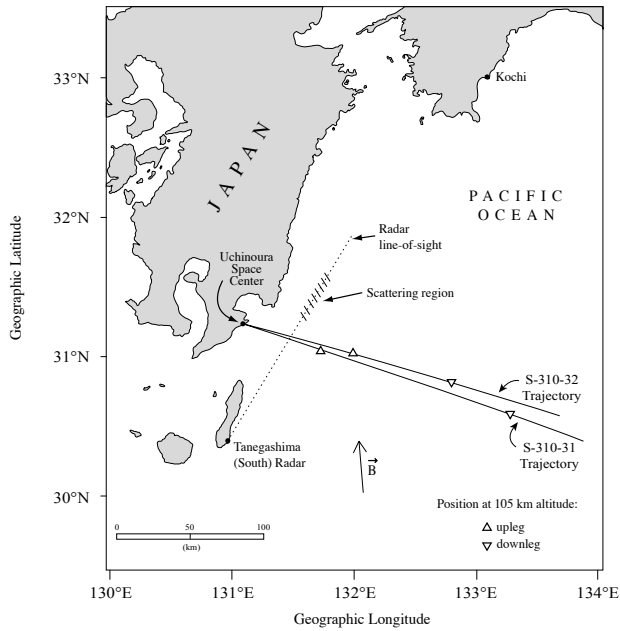 33°N
32°N
31°N
30°N
Geographic Latitude
JAPAN
Kochi
PACIFIC
OCEAN
Radar
line-of-sight
Uchinoura
Space
Center
Scattering region
S-310-32
Trajectory
S-310-31
Trajectory
Tanegashima
(South) Radar
B
Position at 105 km altitude:
upleg
downleg
0 50 100
(km)
130°E 131°E 132°E 133°E 134°E
Geographic Longitude